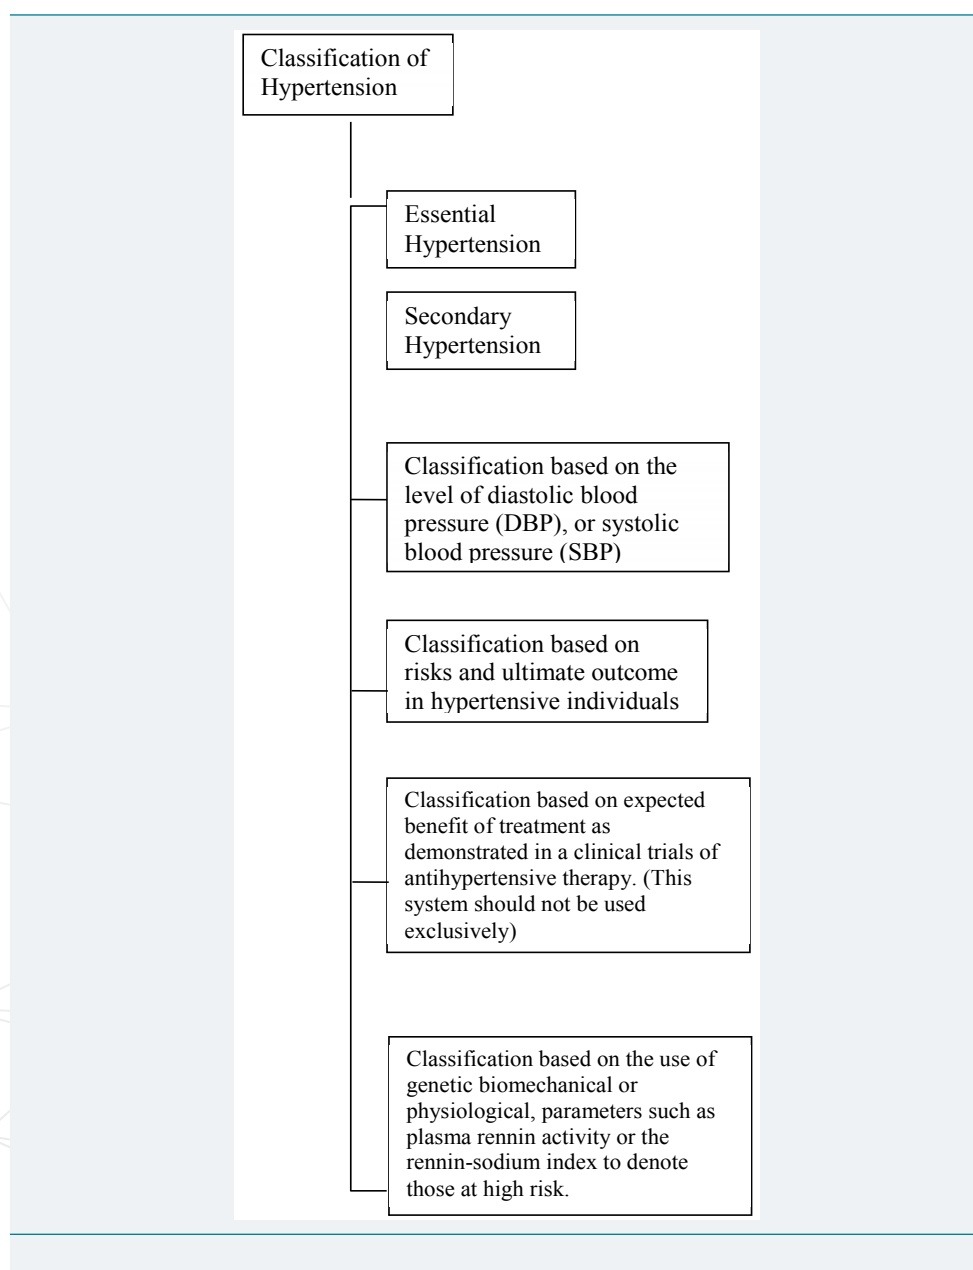 Classification of
Hypertension
Essential
Hypertension
Secondary
Hypertension
Classification based on the
level of diastolic blood
pressure (DBP), or systolic
blood pressure (SBP)
Classification based on
risks and ultimate outcome
in hypertensive individuals
Classification based on expected
benefit of treatment as
demonstrated in a clinical trials of
antihypertensive therapy. (This
system should not be used
exclusively)
Classification based on the use of
genetic biomechanical or
physiological, parameters such as
plasma rennin activity or the
rennin-sodium index to denote
those at high risk.